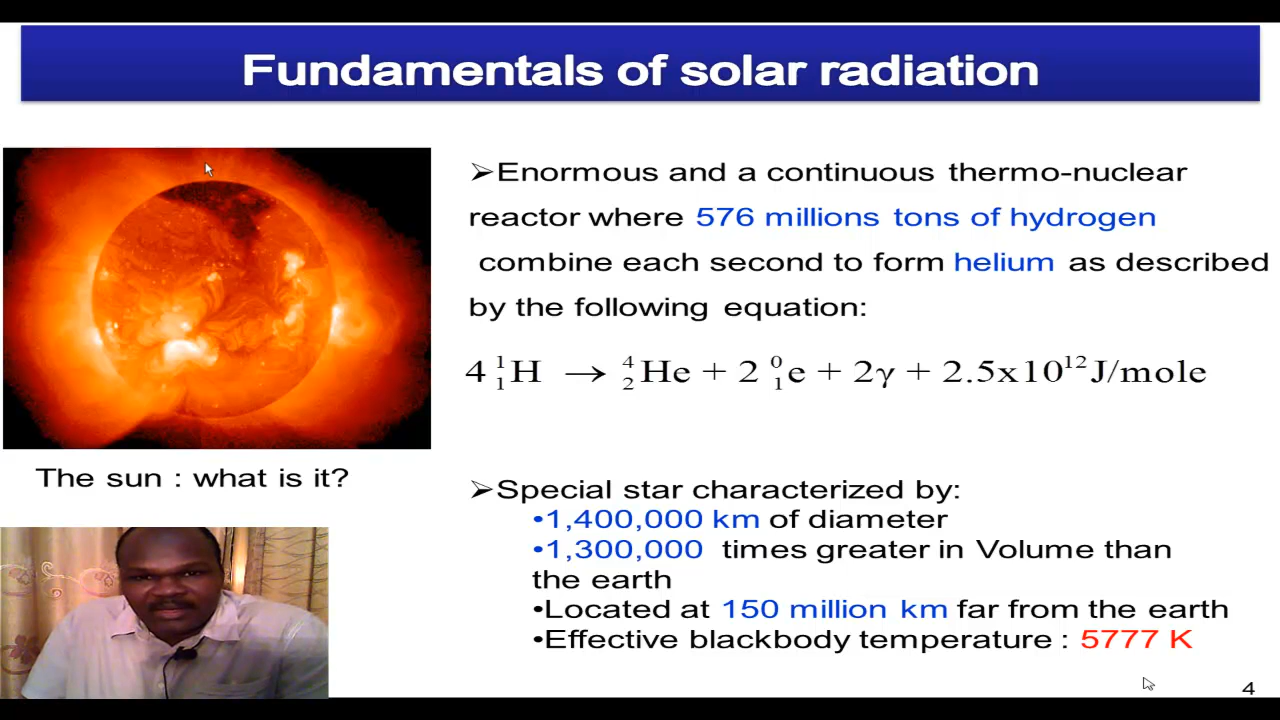 Fundamentals of solar radiation
➢Enormous and a continuous thermo-nuclear
reactor where 576 millions tons of hydrogen
combine each second to form helium as described
by the following equation:
4 ¹₁H → ⁴₂He + 2 ⁰₁e + 2γ + 2.5x10¹² J/mole
The sun : what is it?
➢Special star characterized by:
•1,400,000 km of diameter
•1,300,000 times greater in Volume than
the earth
•Located at 150 million km far from the earth
•Effective blackbody temperature : 5777 K
4